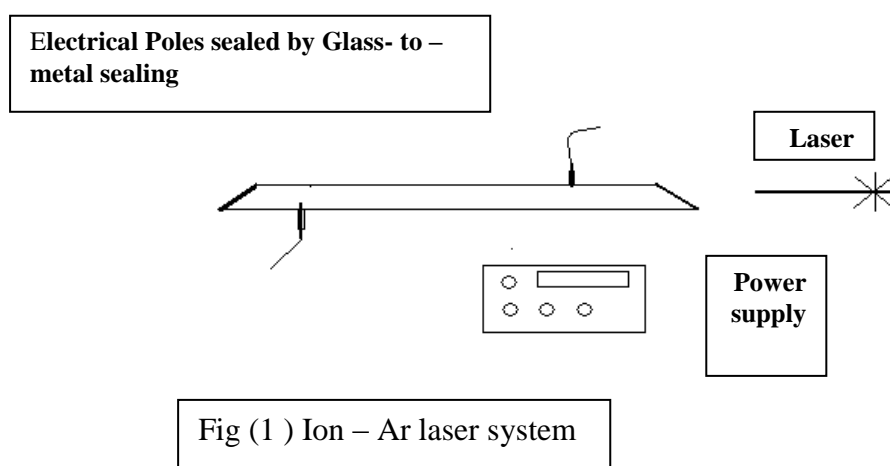 Electrical Poles sealed by Glass- to –
metal sealing
Laser
Power
supply
Fig (1 ) Ion – Ar laser system